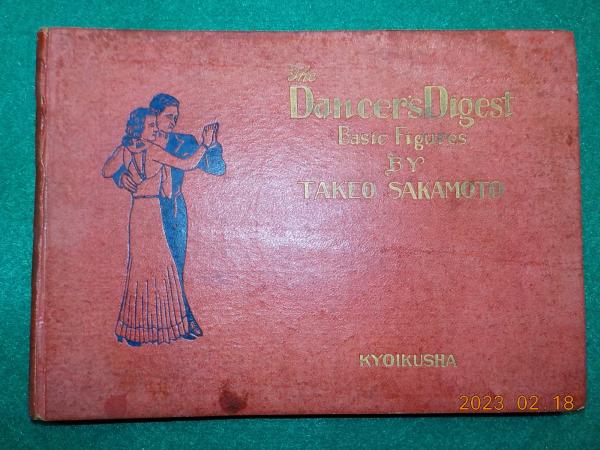 The
Dancer's Digest
Basic Figures
BY
TAKEO SAKAMOTO
KYOIKUSHA
2023 02 18